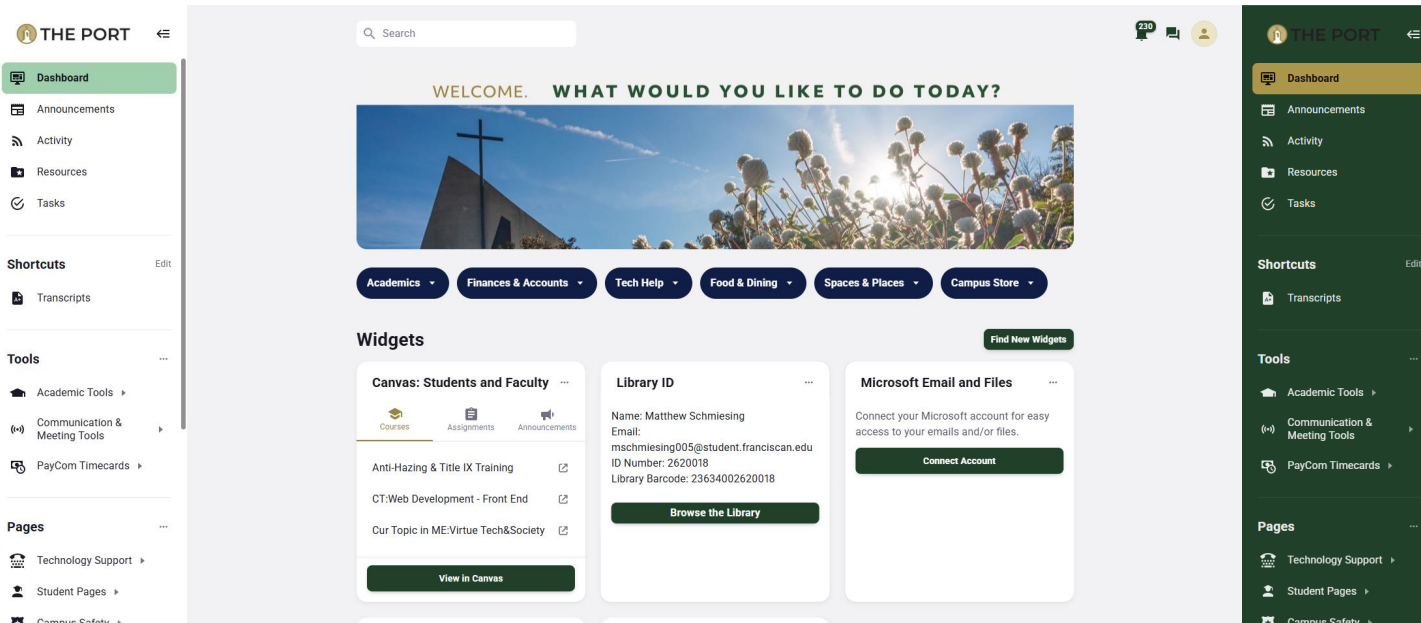 THE PORT
Dashboard
Announcements
Activity
Resources
Tasks
Shortcuts Edit
Transcripts
Tools ...
Academic Tools
Communication &
Meeting Tools
PayCom Timecards
Pages ...
Technology Support
Student Pages
Campus Safety
Search
230
WELCOME. WHAT WOULD YOU LIKE TO DO TODAY?
Academics
Finances & Accounts
Tech Help
Food & Dining
Spaces & Places
Campus Store
Widgets
Find New Widgets
Canvas: Students and Faculty ...
Courses
Assignments
Announcements
Anti-Hazing & Title IX Training
CT:Web Development - Front End
Cur Topic in ME:Virtue Tech&Society
View in Canvas
Library ID ...
Name: Matthew Schmiesing
Email:
mschmiesing005@student.franciscan.edu
ID Number: 2620018
Library Barcode: 23634002620018
Browse the Library
Microsoft Email and Files ...
Connect your Microsoft account for easy
access to your emails and/or files.
Connect Account
THE PORT
Dashboard
Announcements
Activity
Resources
Tasks
Shortcuts Edit
Transcripts
Tools ...
Academic Tools
Communication &
Meeting Tools
PayCom Timecards
Pages ...
Technology Support
Student Pages
Campus Safety